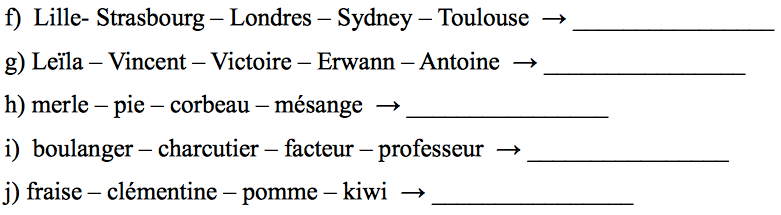 f)  Lille- Strasbourg – Londres – Sydney – Toulouse  → ________________
g) Leïla – Vincent – Victoire – Erwann – Antoine  → ________________
h) merle – pie – corbeau – mésange  → ________________
i)  boulanger – charcutier – facteur – professeur  → ________________
j) fraise – clémentine – pomme – kiwi  → ________________